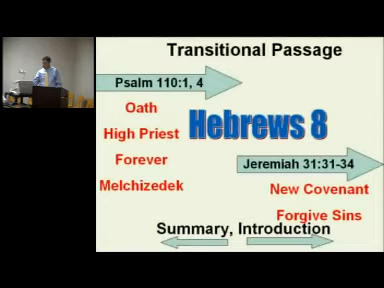 Transitional Passage
Psalm 110:1, 4
Oath
High Priest
Forever
Melchizedek
Hebrews 8
Jeremiah 31:31-34
New Covenant
Forgive Sins
Summary, Introduction